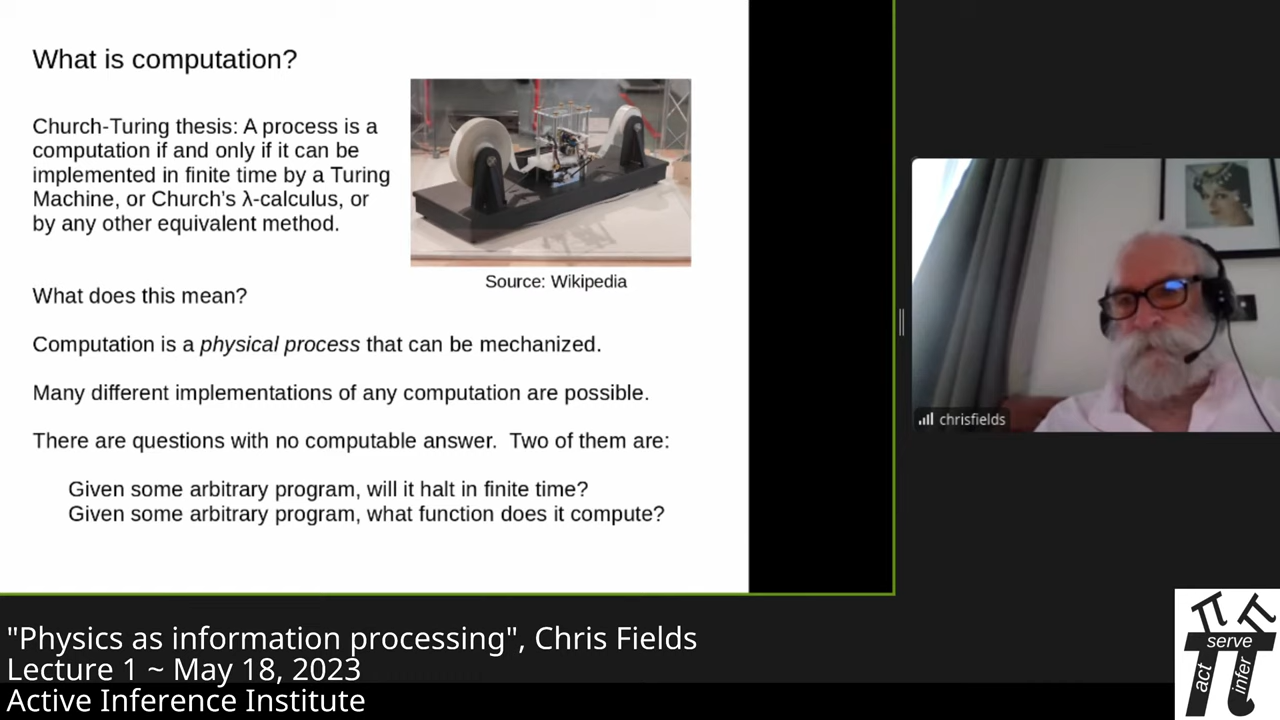 What is computation?
Church-Turing thesis: A process is a
computation if and only if it can be
implemented in finite time by a Turing
Machine, or Church's λ-calculus, or
by any other equivalent method.
Source: Wikipedia
What does this mean?
Computation is a physical process that can be mechanized.
Many different implementations of any computation are possible.
There are questions with no computable answer.  Two of them are:
Given some arbitrary program, will it halt in finite time?
Given some arbitrary program, what function does it compute?
chrisfields
"Physics as information processing", Chris Fields
Lecture 1 ~ May 18, 2023
Active Inference Institute
serve
act
infer